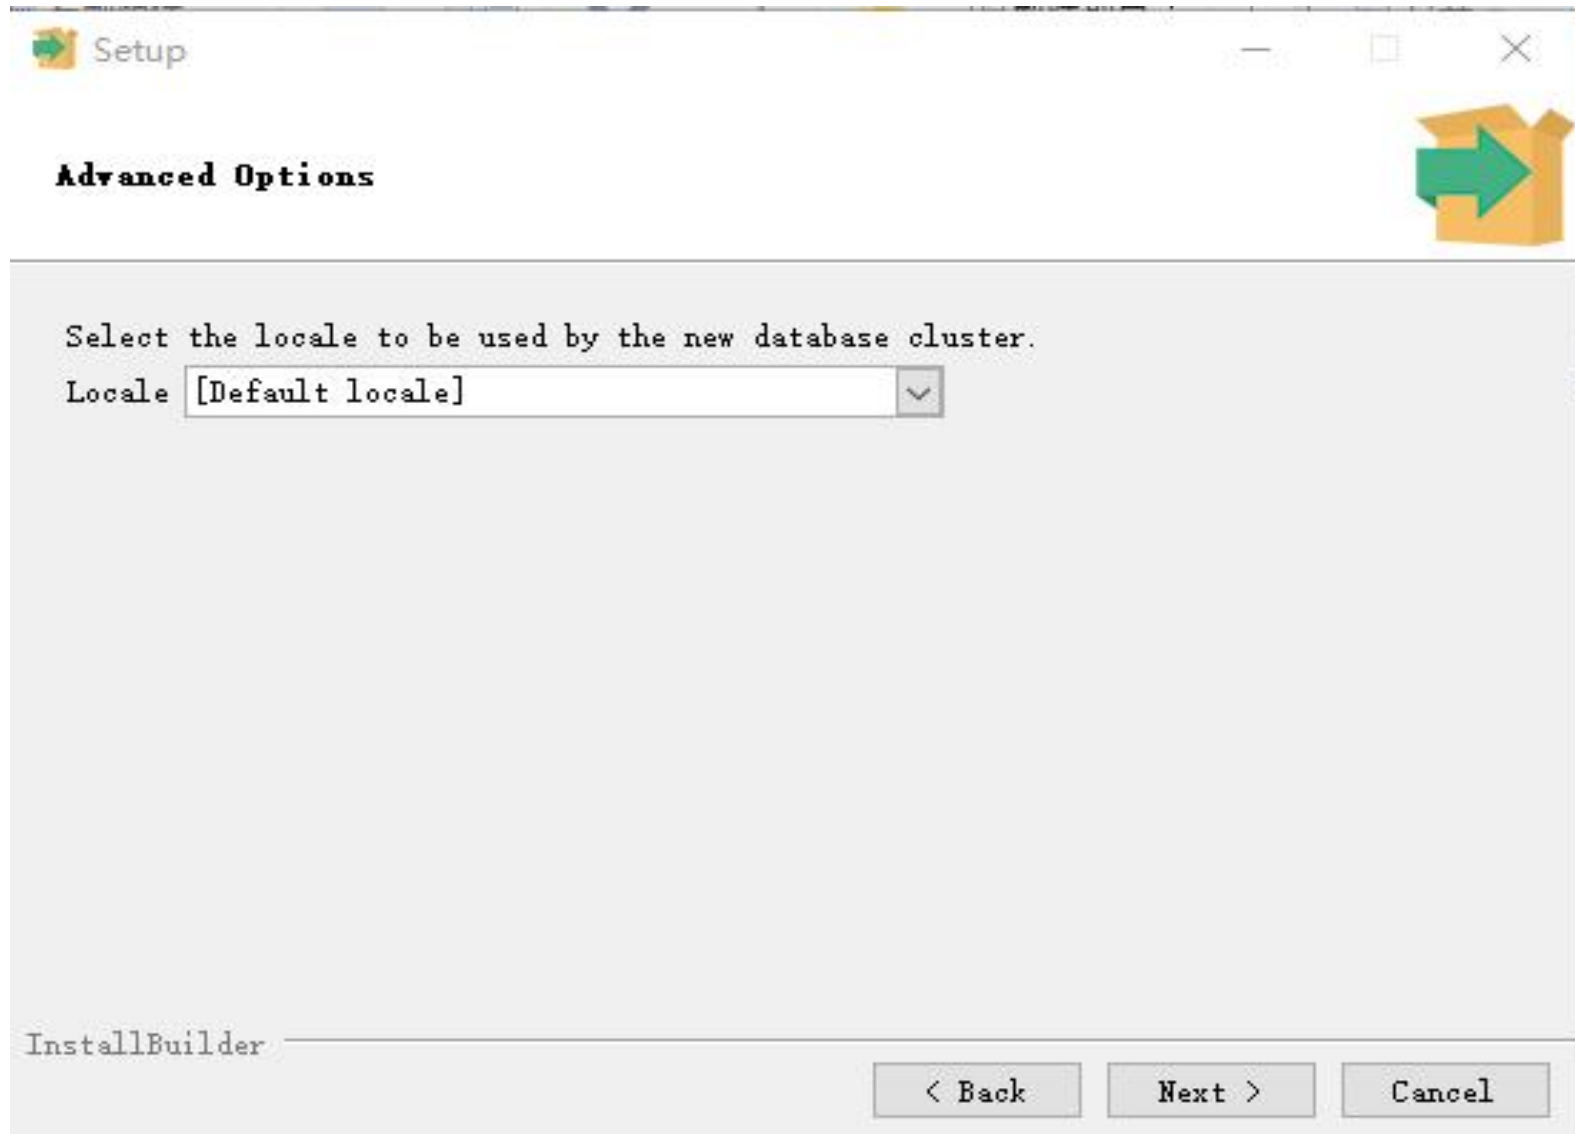 Setup
Advanced Options
Select the locale to be used by the new database cluster.
Locale [Default locale]
InstallBuilder
< Back Next > Cancel